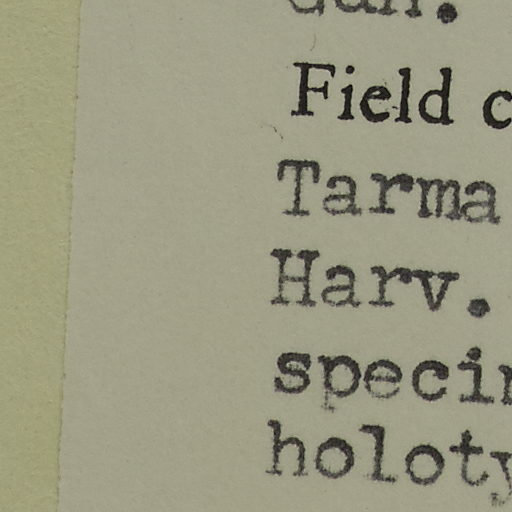 Field c
Tarma
Harv.
specin
holoty